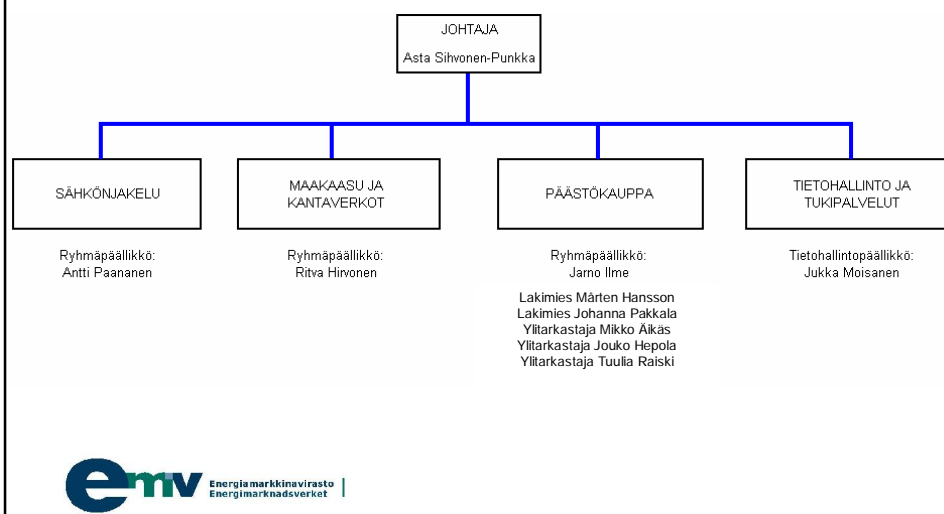 JOHTAJA
Asta Sihvonen-Punkka
SÄHKÖNJAKELU
Ryhmäpäällikkö:
Antti Paananen
MAAKAASU JA
KANTAVERKOT
Ryhmäpäällikkö:
Ritva Hirvonen
PÄÄSTÖKAUPPA
Ryhmäpäällikkö:
Jarno Ilme
Lakimies Mårten Hansson
Lakimies Johanna Pakkala
Ylitarkastaja Mikko Äikäs
Ylitarkastaja Jouko Hepola
Ylitarkastaja Tuulia Raiski
TIETOHALLINTO JA
TUKIPALVELUT
Tietohallintopäällikkö:
Jukka Moisanen
emv
Energiamarkkinavirasto
Energimarknadsverket